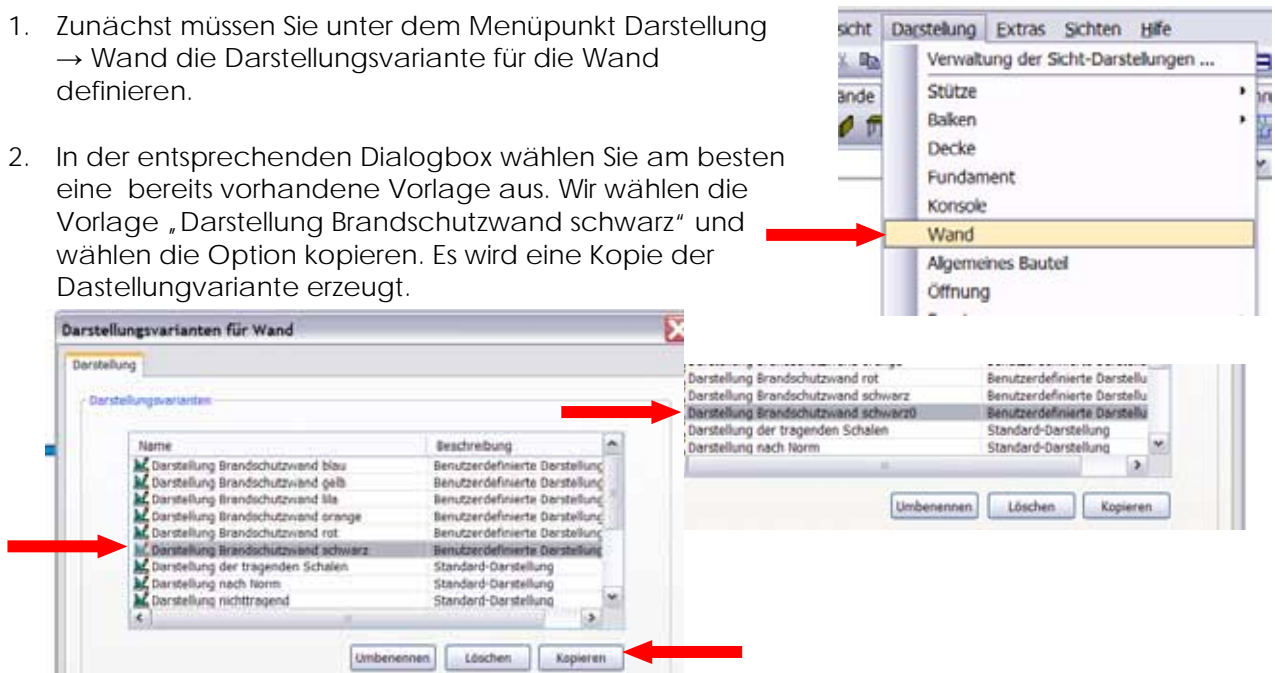 1. Zunächst müssen Sie unter dem Menüpunkt Darstellung
→ Wand die Darstellungsvariante für die Wand
definieren.
2. In der entsprechenden Dialogbox wählen Sie am besten
eine bereits vorhandene Vorlage aus. Wir wählen die
Vorlage „Darstellung Brandschutzwand schwarz“ und
wählen die Option kopieren. Es wird eine Kopie der
Dastellungvariante erzeugt.
sicht Darstellung Extras Sichten Hilfe
Verwaltung der Sicht-Darstellungen ...
ände Stütze
Balken
Decke
Fundament
Konsole
Wand
Allgemeines Bauteil
Öffnung
Darstellungsvarianten für Wand
Darstellung
Darstellungsvarianten
Name Beschreibung
Darstellung Brandschutzwand blau Benutzerdefinierte Darstellung
Darstellung Brandschutzwand gelb Benutzerdefinierte Darstellung
Darstellung Brandschutzwand lila Benutzerdefinierte Darstellung
Darstellung Brandschutzwand orange Benutzerdefinierte Darstellung
Darstellung Brandschutzwand rot Benutzerdefinierte Darstellung
Darstellung Brandschutzwand schwarz Benutzerdefinierte Darstellung
Darstellung der tragenden Schalen Standard-Darstellung
Darstellung nach Norm Standard-Darstellung
Darstellung nichttragend Standard-Darstellung
Umbenennen Löschen Kopieren
Darstellung Brandschutzwand rot Benutzerdefinierte Darstellu
Darstellung Brandschutzwand schwarz Benutzerdefinierte Darstellu
Darstellung Brandschutzwand schwarz0 Benutzerdefinierte Darstellu
Darstellung der tragenden Schalen Standard-Darstellung
Darstellung nach Norm Standard-Darstellung
Umbenennen Löschen Kopieren